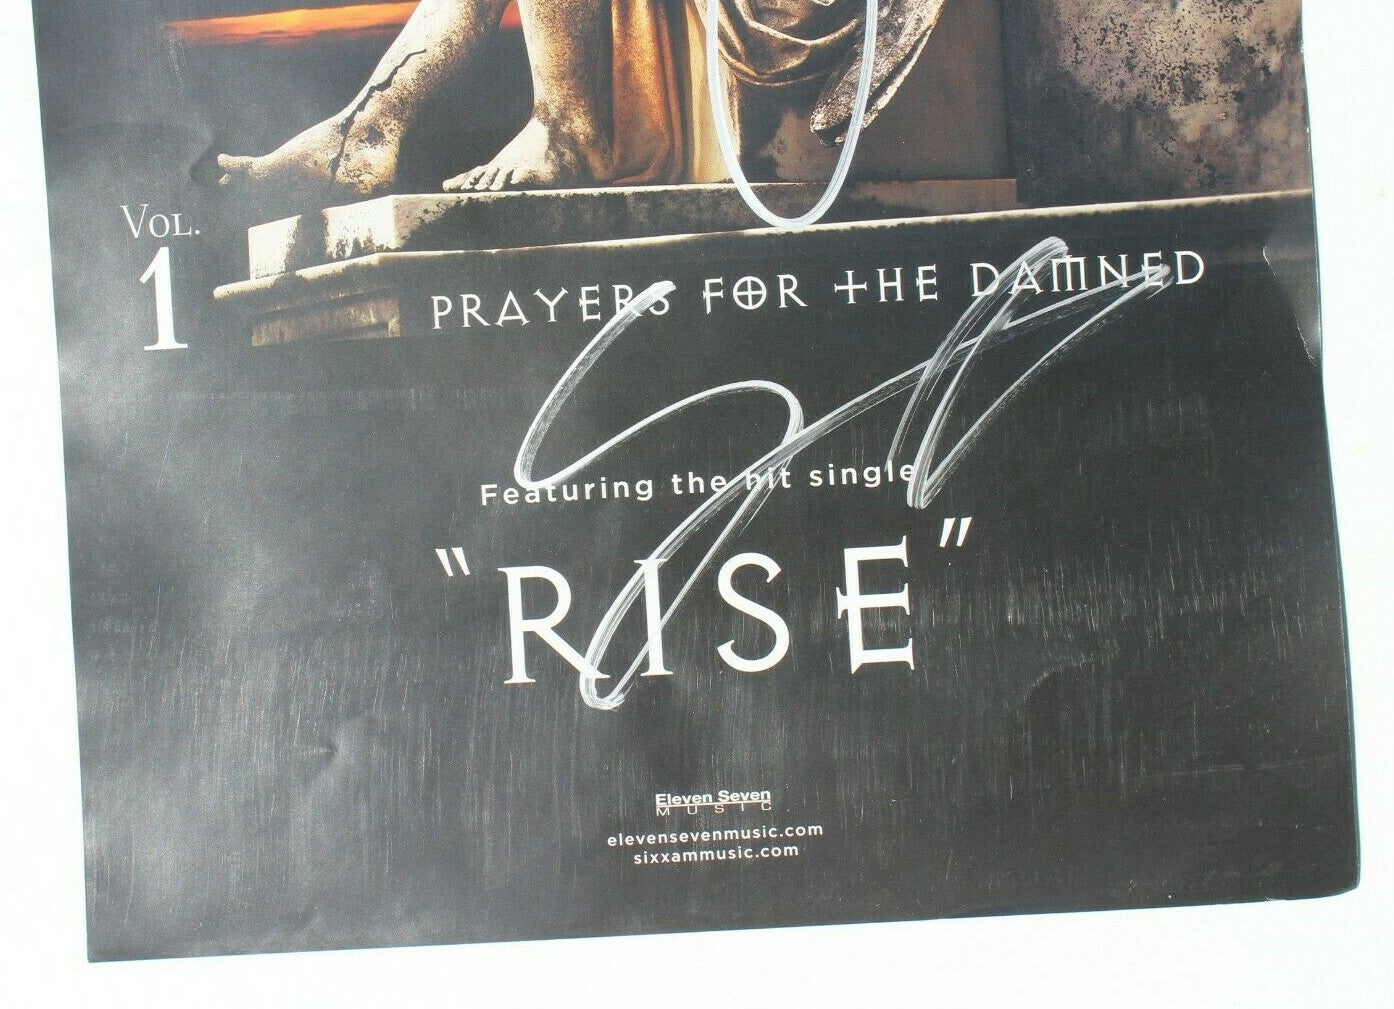 Vol.
1
PRAYERS FOR THE DAMNED
Featuring the hit single
"RISE"
Eleven Seven
MUSIC
elevensevenmusic.com
sixxammusic.com